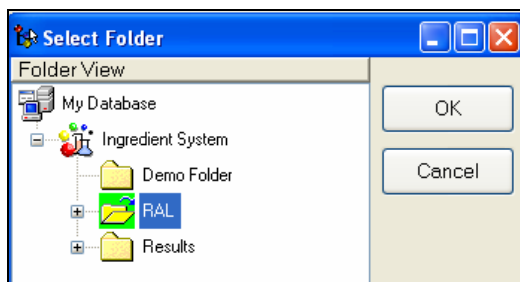 Select Folder
Folder View
My Database
OK
Ingredient System
Demo Folder
Cancel
RAL
Results